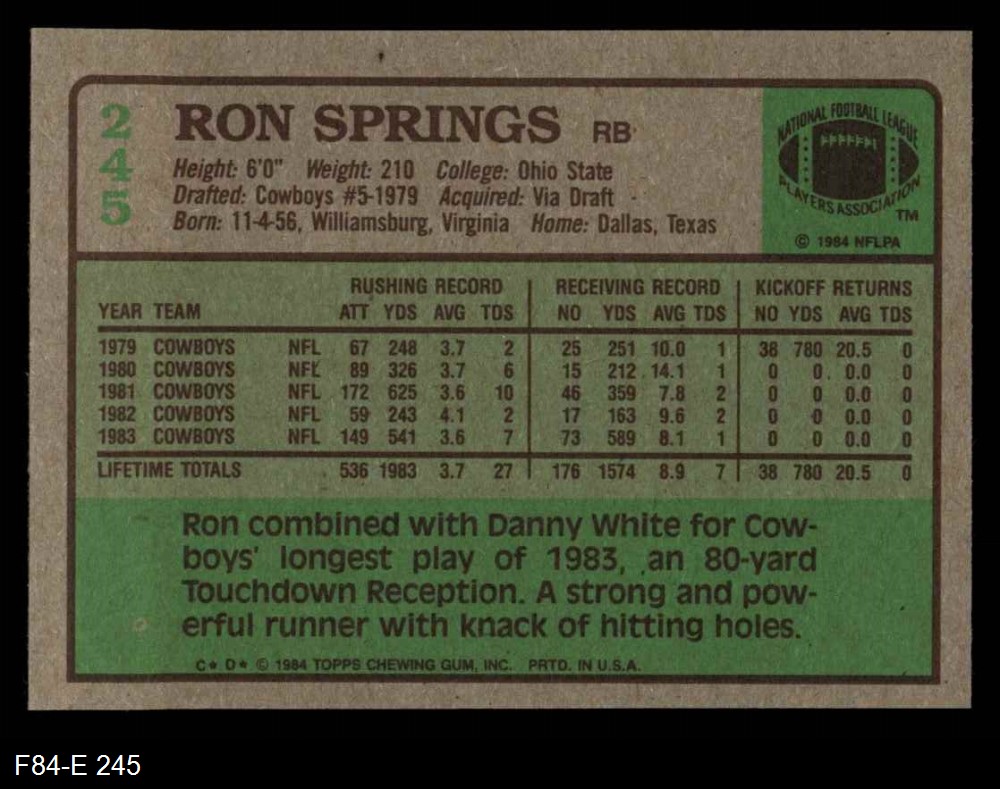 245
RON SPRINGS RB
Height: 6'0" Weight: 210 College: Ohio State
Drafted: Cowboys #5-1979 Acquired: Via Draft
Born: 11-4-56, Williamsburg, Virginia Home: Dallas, Texas
NATIONAL FOOTBALL LEAGUE
PLAYERS ASSOCIATION
TM
© 1984 NFLPA
RUSHING RECORD RECEIVING RECORD KICKOFF RETURNS
YEAR TEAM ATT YDS AVG TDS NO YDS AVG TDS NO YDS AVG TDS
1979 COWBOYS NFL 67 248 3.7 2 25 251 10.0 1 38 780 20.5 0
1980 COWBOYS NFL 89 326 3.7 6 15 212 14.1 1 0 0 0.0 0
1981 COWBOYS NFL 172 625 3.6 10 46 359 7.8 2 0 0 0.0 0
1982 COWBOYS NFL 59 243 4.1 2 17 163 9.6 2 0 0 0.0 0
1983 COWBOYS NFL 149 541 3.6 7 73 589 8.1 1 0 0 0.0 0
LIFETIME TOTALS 536 1983 3.7 27 176 1574 8.9 7 38 780 20.5 0
Ron combined with Danny White for Cow-
boys' longest play of 1983, an 80-yard
Touchdown Reception. A strong and pow-
erful runner with knack of hitting holes.
C* D* © 1984 TOPPS CHEWING GUM, INC. PRTD. IN U.S.A.
F84-E 245